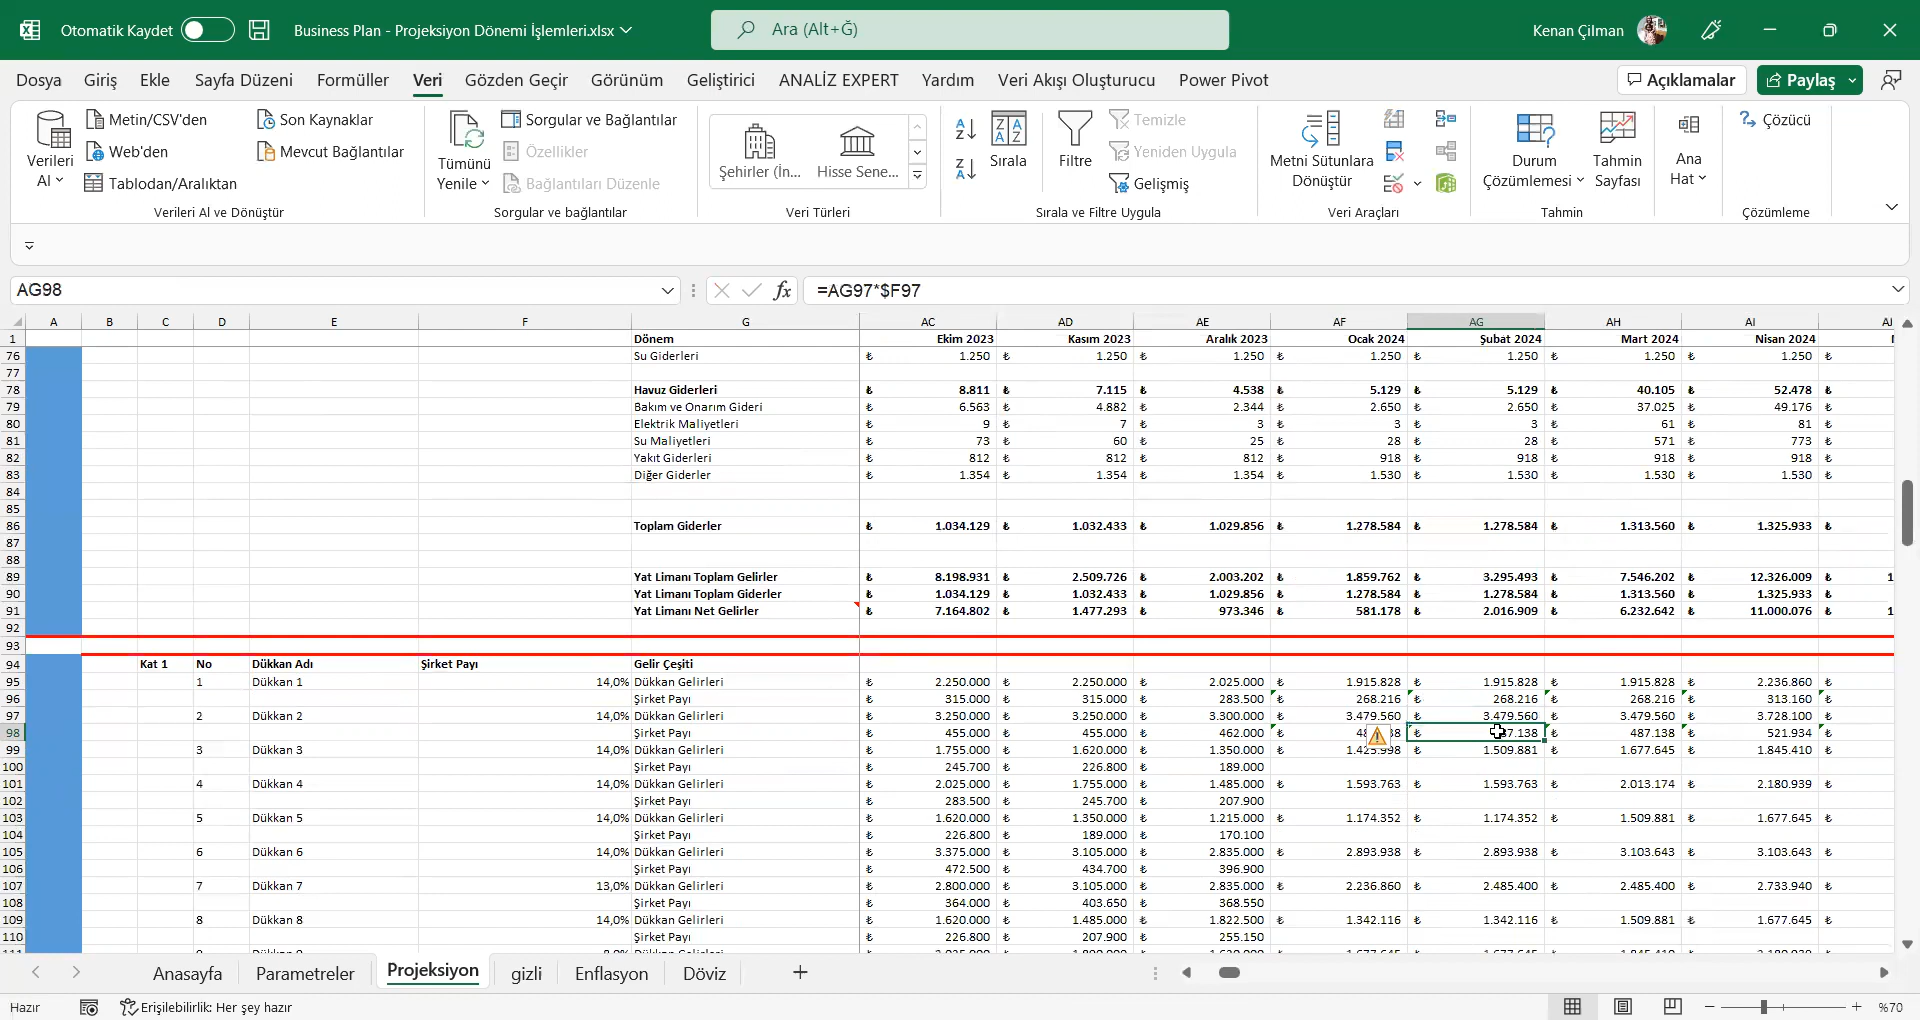 Otomatik Kaydet Business Plan - Projeksiyon Dönemi İşlemleri.xlsx Ara (Alt+Ğ) Kenan Çilman
Dosya Giriş Ekle Sayfa Düzeni Formüller Veri Gözden Geçir Görünüm Geliştirici ANALİZ EXPERT Yardım Veri Akışı Oluşturucu Power Pivot Açıklamalar Paylaş
Verileri Al
Metin/CSV'den
Web'den
Tablodan/Aralıktan
Son Kaynaklar
Mevcut Bağlantılar
Verileri Al ve Dönüştür
Tümünü Yenile
Sorgular ve Bağlantılar
Özellikler
Bağlantıları Düzenle
Sorgular ve bağlantılar
Şehirler (İn... Hisse Sene...
Veri Türleri
Sırala
Filtre
Temizle
Yeniden Uygula
Gelişmiş
Sırala ve Filtre Uygula
Metni Sütunlara Dönüştür
Veri Araçları
Durum Çözümlemesi
Tahmin Sayfası
Tahmin
Ana Hat
Çözücü
Çözümleme
AG98 fx =AG97*$F97
A B C D E F G AC AD AE AF AG AH AI AJ
1 Dönem Ekim 2023 Kasım 2023 Aralık 2023 Ocak 2024 Şubat 2024 Mart 2024 Nisan 2024
76 Su Giderleri ₺ 1.250 ₺ 1.250 ₺ 1.250 ₺ 1.250 ₺ 1.250 ₺ 1.250 ₺ 1.250 ₺
77
78 Havuz Giderleri ₺ 8.811 ₺ 7.115 ₺ 4.538 ₺ 5.129 ₺ 5.129 ₺ 40.105 ₺ 52.478 ₺
79 Bakım ve Onarım Gideri ₺ 6.563 ₺ 4.882 ₺ 2.344 ₺ 2.650 ₺ 2.650 ₺ 37.025 ₺ 49.176 ₺
80 Elektrik Maliyetleri ₺ 9 ₺ 7 ₺ 3 ₺ 3 ₺ 3 ₺ 61 ₺ 81 ₺
81 Su Maliyetleri ₺ 73 ₺ 60 ₺ 25 ₺ 28 ₺ 28 ₺ 571 ₺ 773 ₺
82 Yakıt Giderleri ₺ 812 ₺ 812 ₺ 812 ₺ 918 ₺ 918 ₺ 918 ₺ 918 ₺
83 Diğer Giderler ₺ 1.354 ₺ 1.354 ₺ 1.354 ₺ 1.530 ₺ 1.530 ₺ 1.530 ₺ 1.530 ₺
84
85
86 Toplam Giderler ₺ 1.034.129 ₺ 1.032.433 ₺ 1.029.856 ₺ 1.278.584 ₺ 1.278.584 ₺ 1.313.560 ₺ 1.325.933 ₺
87
88
89 Yat Limanı Toplam Gelirler ₺ 8.198.931 ₺ 2.509.726 ₺ 2.003.202 ₺ 1.859.762 ₺ 3.295.493 ₺ 7.546.202 ₺ 12.326.009 ₺ 1
90 Yat Limanı Toplam Giderler ₺ 1.034.129 ₺ 1.032.433 ₺ 1.029.856 ₺ 1.278.584 ₺ 1.278.584 ₺ 1.313.560 ₺ 1.325.933 ₺
91 Yat Limanı Net Gelirler ₺ 7.164.802 ₺ 1.477.293 ₺ 973.346 ₺ 581.178 ₺ 2.016.909 ₺ 6.232.642 ₺ 11.000.076 ₺ 1
92
93
94 Kat 1 No Dükkan Adı Şirket Payı Gelir Çeşiti
95 1 Dükkan 1 14,0% Dükkan Gelirleri ₺ 2.250.000 ₺ 2.250.000 ₺ 2.025.000 ₺ 1.915.828 ₺ 1.915.828 ₺ 1.915.828 ₺ 2.236.860 ₺
96 Şirket Payı ₺ 315.000 ₺ 315.000 ₺ 283.500 ₺ 268.216 ₺ 268.216 ₺ 268.216 ₺ 313.160 ₺
97 2 Dükkan 2 14,0% Dükkan Gelirleri ₺ 3.250.000 ₺ 3.250.000 ₺ 3.300.000 ₺ 3.479.560 ₺ 3.479.560 ₺ 3.479.560 ₺ 3.728.100 ₺
98 Şirket Payı ₺ 455.000 ₺ 455.000 ₺ 462.000 ₺ ₺ ₺ 487.138 ₺ 521.934 ₺
99 3 Dükkan 3 14,0% Dükkan Gelirleri ₺ 1.755.000 ₺ 1.620.000 ₺ 1.350.000 ₺ ₺ 1.509.881 ₺ 1.677.645 ₺ 1.845.410 ₺
100 Şirket Payı ₺ 245.700 ₺ 226.800 ₺ 189.000
101 4 Dükkan 4 14,0% Dükkan Gelirleri ₺ 2.025.000 ₺ 1.755.000 ₺ 1.485.000 ₺ 1.593.763 ₺ 1.593.763 ₺ 2.013.174 ₺ 2.180.939 ₺
102 Şirket Payı ₺ 283.500 ₺ 245.700 ₺ 207.900
103 5 Dükkan 5 14,0% Dükkan Gelirleri ₺ 1.620.000 ₺ 1.350.000 ₺ 1.215.000 ₺ 1.174.352 ₺ 1.174.352 ₺ 1.509.881 ₺ 1.677.645 ₺
104 Şirket Payı ₺ 226.800 ₺ 189.000 ₺ 170.100
105 6 Dükkan 6 14,0% Dükkan Gelirleri ₺ 3.375.000 ₺ 3.105.000 ₺ 2.835.000 ₺ 2.893.938 ₺ 2.893.938 ₺ 3.103.643 ₺ 3.103.643 ₺
106 Şirket Payı ₺ 472.500 ₺ 434.700 ₺ 396.900
107 7 Dükkan 7 13,0% Dükkan Gelirleri ₺ 2.800.000 ₺ 3.105.000 ₺ 2.835.000 ₺ 2.236.860 ₺ 2.485.400 ₺ 2.485.400 ₺ 2.733.940 ₺
108 Şirket Payı ₺ 364.000 ₺ 403.650 ₺ 368.550
109 8 Dükkan 8 14,0% Dükkan Gelirleri ₺ 1.620.000 ₺ 1.485.000 ₺ 1.822.500 ₺ 1.342.116 ₺ 1.342.116 ₺ 1.509.881 ₺ 1.677.645 ₺
110 Şirket Payı ₺ 226.800 ₺ 207.900 ₺ 255.150
Anasayfa Parametreler Projeksiyon gizli Enflasyon Döviz
Hazır Erişilebilirlik: Her şey hazır %70